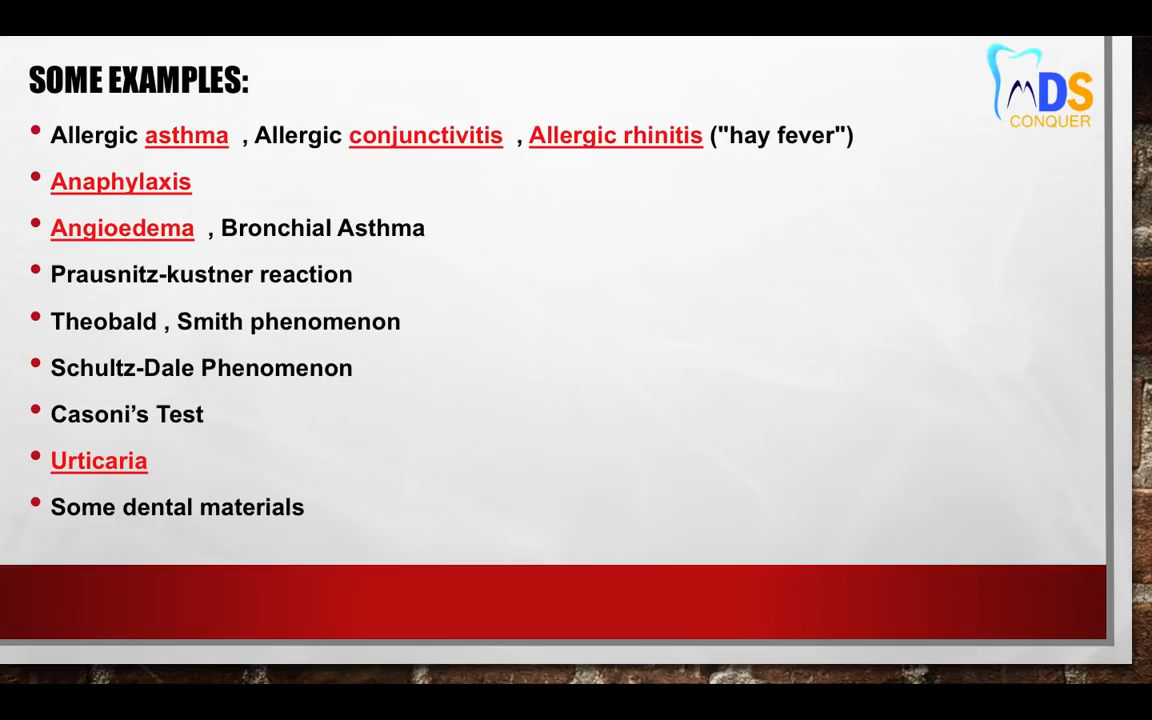 SOME EXAMPLES:
MDS
CONQUER
• Allergic asthma , Allergic conjunctivitis , Allergic rhinitis ("hay fever")
• Anaphylaxis
• Angioedema , Bronchial Asthma
• Prausnitz-kustner reaction
• Theobald , Smith phenomenon
• Schultz-Dale Phenomenon
• Casoni’s Test
• Urticaria
• Some dental materials